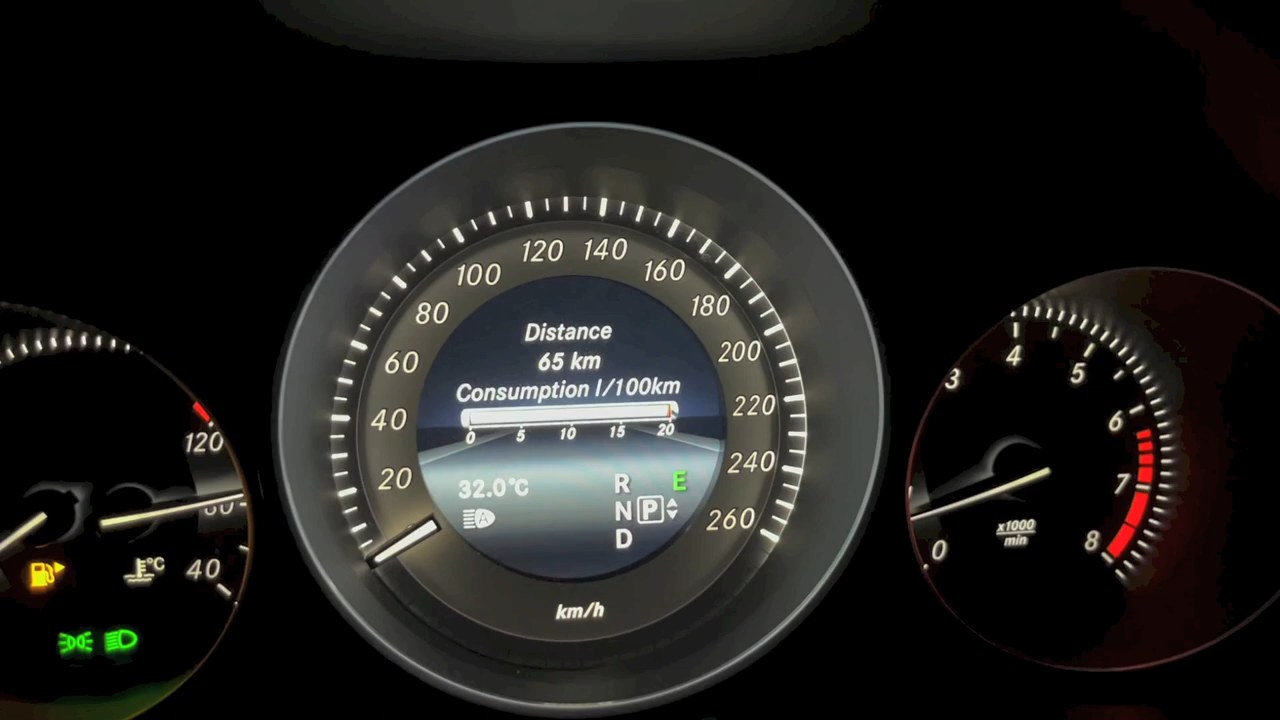 Distance
65 km
Consumption l/100km
0 5 10 15 20
32.0°C
R E
N P
D
20 40 60 80 100 120 140 160 180 200 220 240 260
km/h
120
80
40
°C
0 3 4 5 6 7 8
x1000
min
A